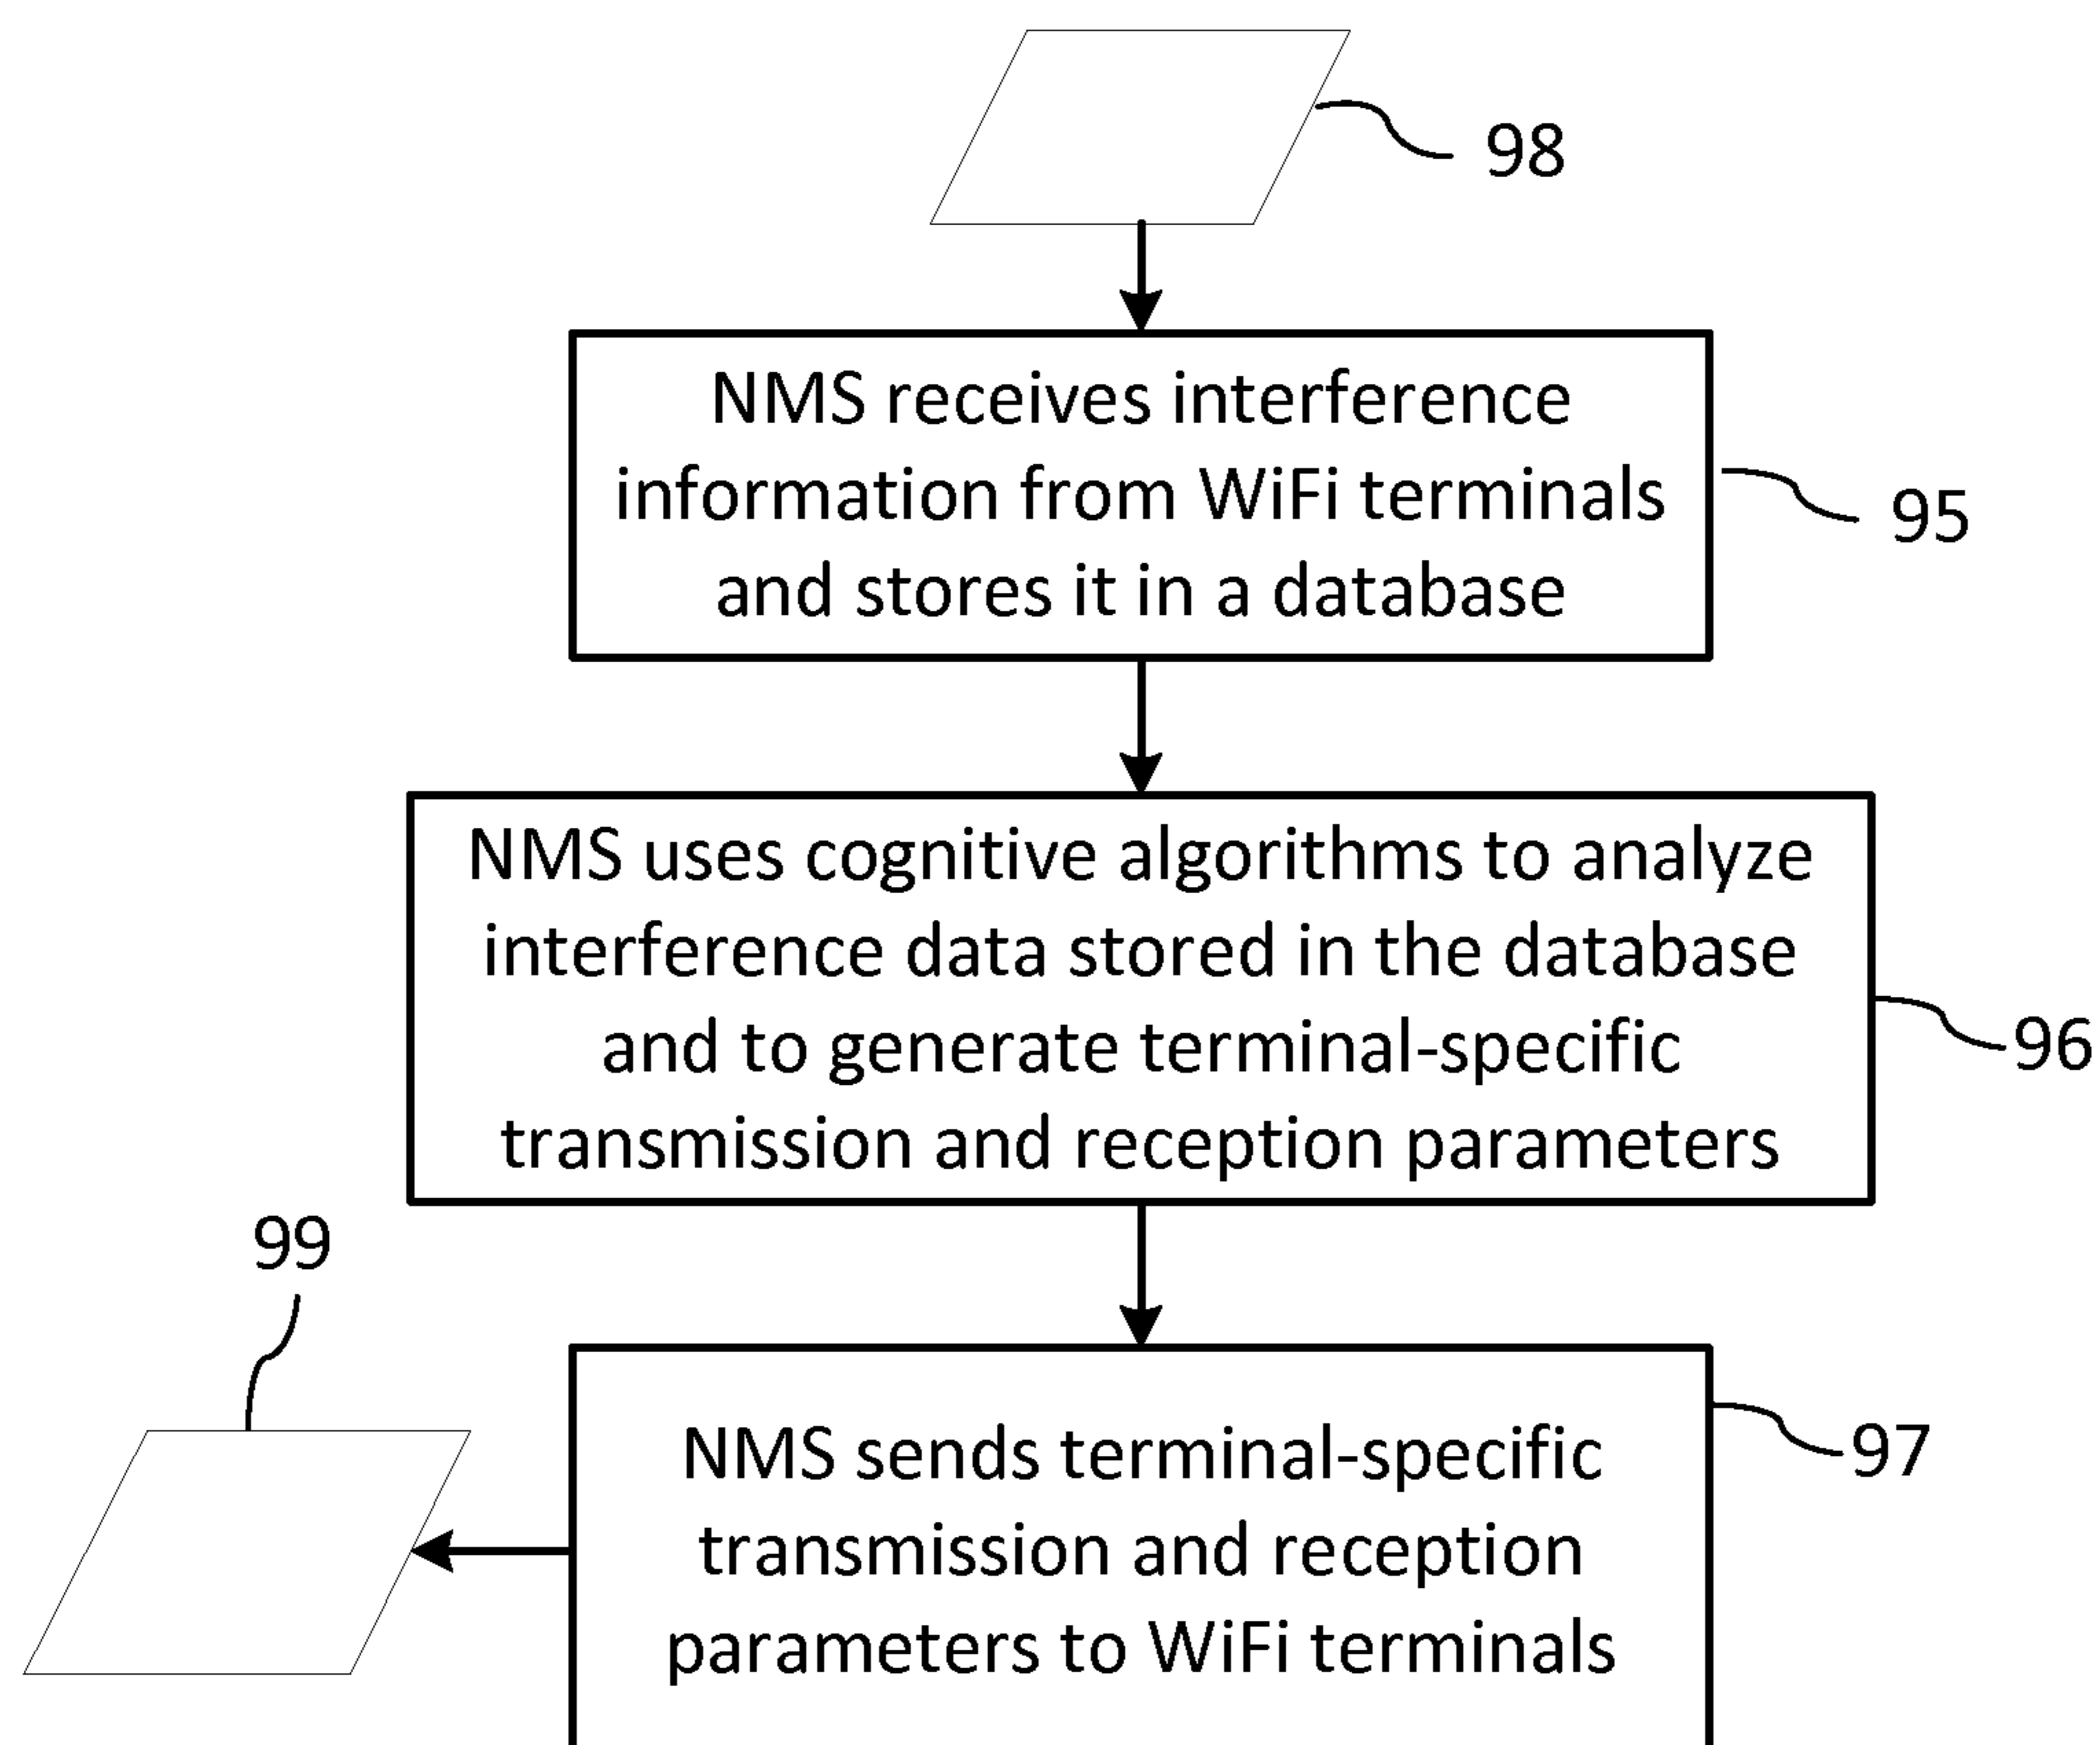 98
NMS receives interference
information from WiFi terminals
and stores it in a database
95
NMS uses cognitive algorithms to analyze
interference data stored in the database
and to generate terminal-specific
transmission and reception parameters
96
99
NMS sends terminal-specific
transmission and reception
parameters to WiFi terminals
97